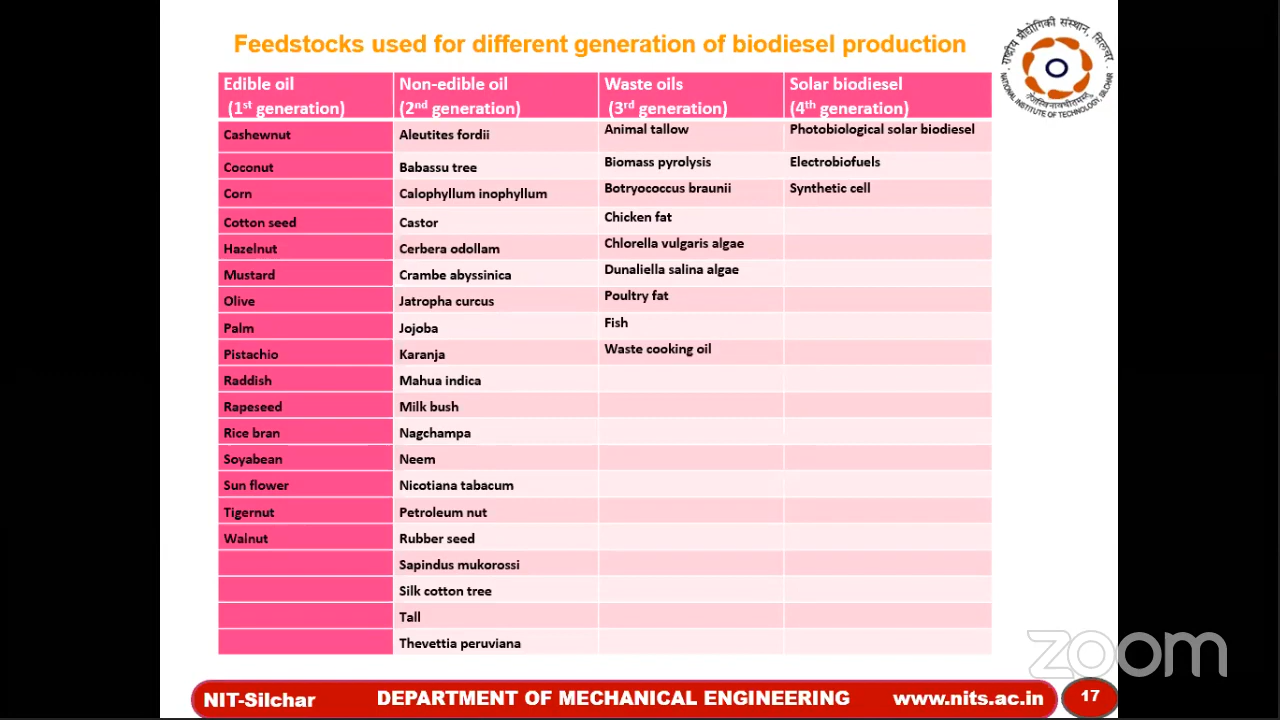 Feedstocks used for different generation of biodiesel production
राष्ट्रीय प्रौद्योगिकी संस्थान, सिलचर
NATIONAL INSTITUTE OF TECHNOLOGY, SILCHAR
Edible oil Non-edible oil Waste oils Solar biodiesel
(1st generation) (2nd generation) (3rd generation) (4th generation)
Cashewnut Aleutites fordii Animal tallow Photobiological solar biodiesel
Coconut Babassu tree Biomass pyrolysis Electrobiofuels
Corn Calophyllum inophyllum Botryococcus braunii Synthetic cell
Cotton seed Castor Chicken fat
Hazelnut Cerbera odollam Chlorella vulgaris algae
Mustard Crambe abyssinica Dunaliella salina algae
Olive Jatropha curcus Poultry fat
Palm Jojoba Fish
Pistachio Karanja Waste cooking oil
Raddish Mahua indica
Rapeseed Milk bush
Rice bran Nagchampa
Soyabean Neem
Sun flower Nicotiana tabacum
Tigernut Petroleum nut
Walnut Rubber seed
Sapindus mukorossi
Silk cotton tree
Tall
Thevettia peruviana
zoom
NIT-Silchar DEPARTMENT OF MECHANICAL ENGINEERING www.nits.ac.in 17